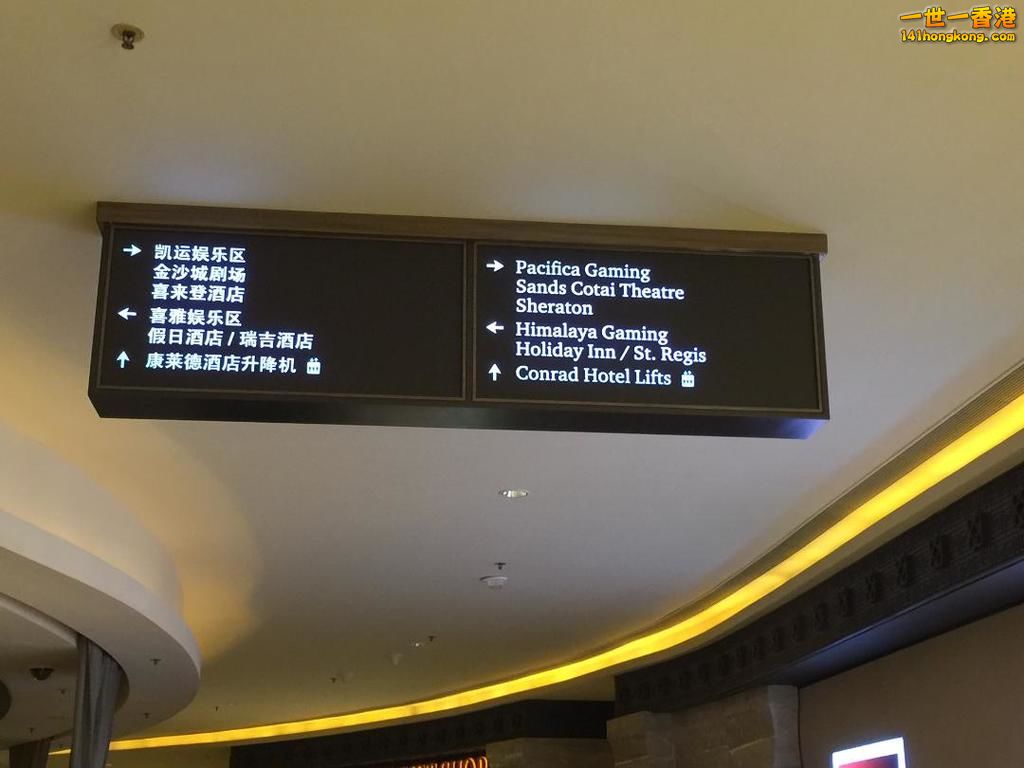 一世一香港
141hongkong.com
→ 凯运娱乐区
金沙城剧场
喜来登酒店
← 喜雅娱乐区
假日酒店 / 瑞吉酒店
↑ 康莱德酒店升降机
→ Pacifica Gaming
Sands Cotai Theatre
Sheraton
← Himalaya Gaming
Holiday Inn / St. Regis
↑ Conrad Hotel Lifts